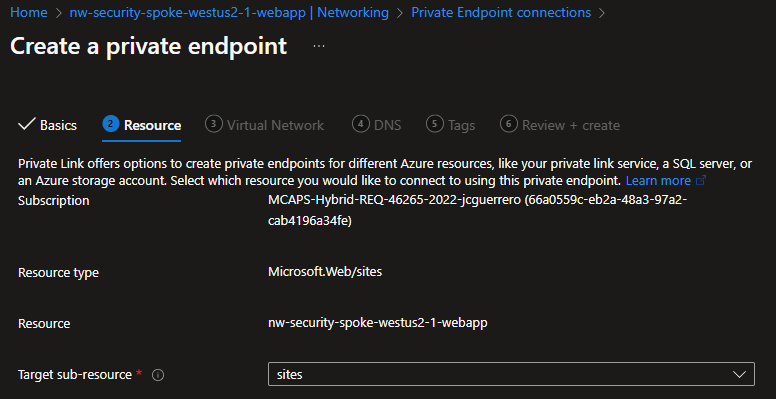 Home > nw-security-spoke-westus2-1-webapp | Networking > Private Endpoint connections >
Create a private endpoint ...
Basics 2 Resource 3 Virtual Network 4 DNS 5 Tags 6 Review + create
Private Link offers options to create private endpoints for different Azure resources, like your private link service, a SQL server, or
an Azure storage account. Select which resource you would like to connect to using this private endpoint. Learn more
Subscription MCAPS-Hybrid-REQ-46265-2022-jcguerrero (66a0559c-eb2a-48a3-97a2-
cab4196a34fe)
Resource type Microsoft.Web/sites
Resource nw-security-spoke-westus2-1-webapp
Target sub-resource * sites